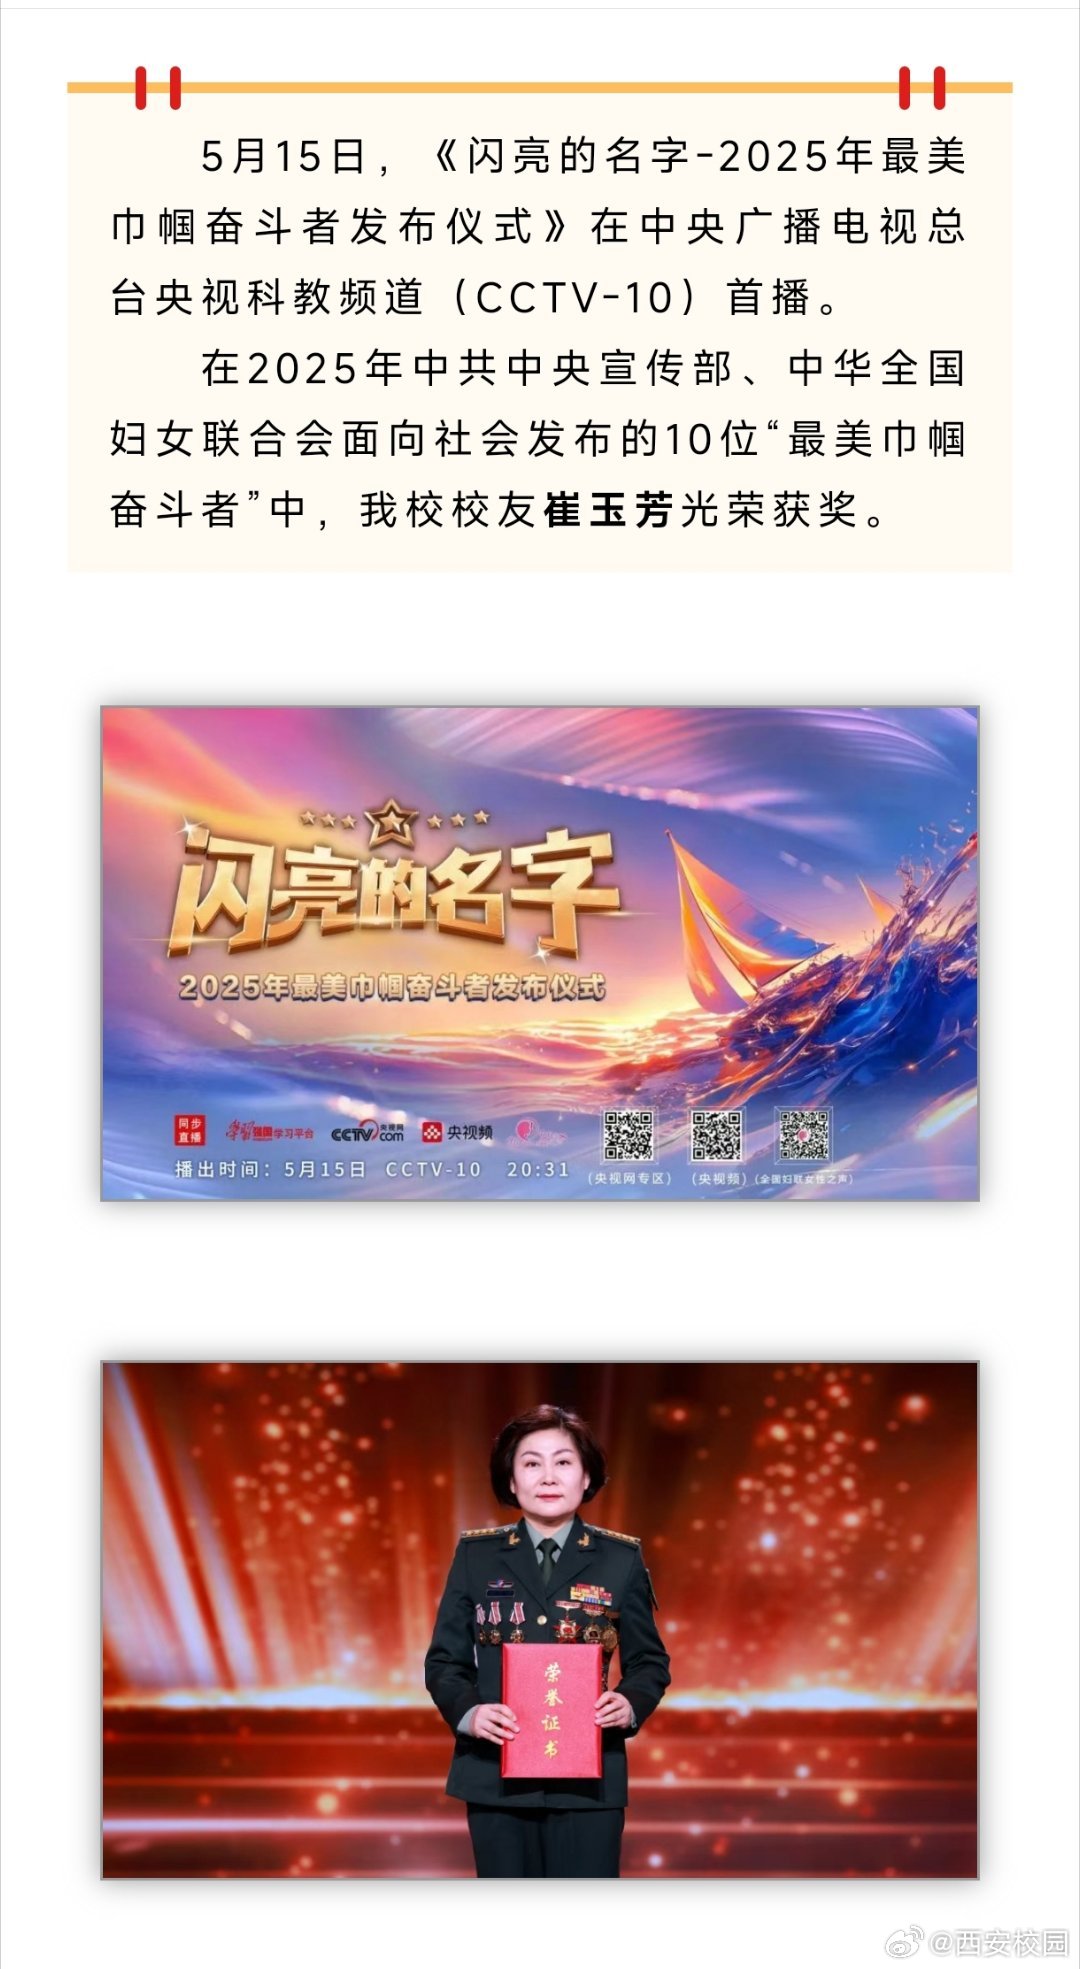 5月15日，《闪亮的名字-2025年最美
巾帼奋斗者发布仪式》在中央广播电视总
台央视科教频道（CCTV-10）首播。
在2025年中共中央宣传部、中华全国
妇女联合会面向社会发布的10位“最美巾帼
奋斗者”中，我校校友崔玉芳光荣获奖。
闪亮的名字
2025年最美巾帼奋斗者发布仪式
同步
直播
学习强国学习平台
CCTV.com 央视网
央视频
播出时间：5月15日 CCTV-10 20:31
(央视网专区)
(央视频)
(全国妇联女性之声)
荣誉证书
@西安校园